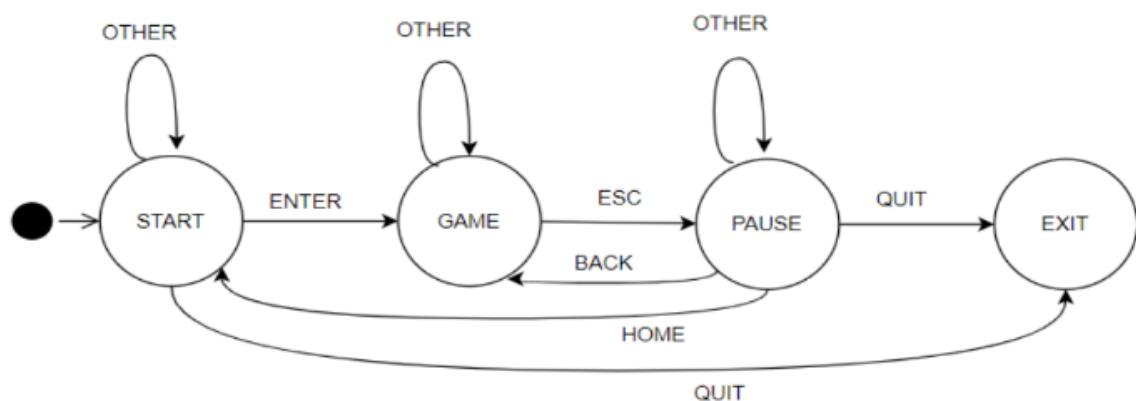 OTHER
OTHER
OTHER
START
ENTER
GAME
ESC
PAUSE
QUIT
EXIT
BACK
HOME
QUIT